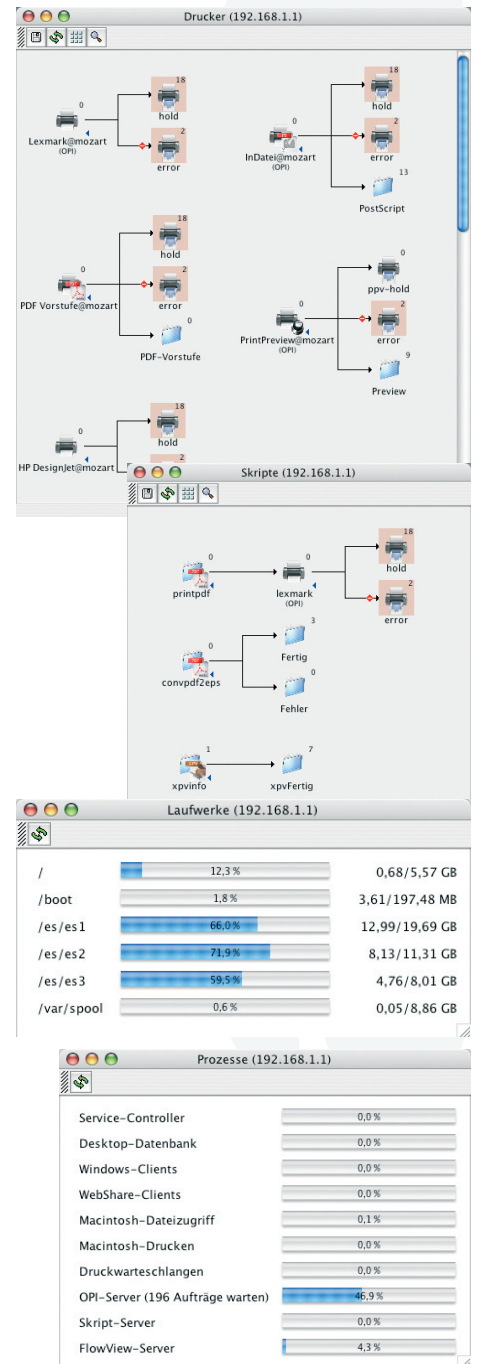 Drucker (192.168.1.1)
18
hold
0
Lexmark@mozart
(OPI)
2
error
18
hold
0
InDatei@mozart
(OPI)
2
error
13
PostScript
18
hold
0
PDF Vorstufe@mozart
2
error
0
PDF-Vorstufe
0
ppv-hold
0
PrintPreview@mozart
(OPI)
2
error
9
Preview
18
hold
0
HP DesignJet@mozart
2
Skripte (192.168.1.1)
0
printpdf
0
lexmark
(OPI)
18
hold
2
error
0
convpdf2eps
3
Fertig
0
Fehler
1
xpvinfo
7
xpvFertig
Laufwerke (192.168.1.1)
/ 12,3 % 0,68/5,57 GB
/boot 1,8 % 3,61/197,48 MB
/es/es1 66,0 % 12,99/19,69 GB
/es/es2 71,9 % 8,13/11,31 GB
/es/es3 59,5 % 4,76/8,01 GB
/var/spool 0,6 % 0,05/8,86 GB
Prozesse (192.168.1.1)
Service-Controller 0,0 %
Desktop-Datenbank 0,0 %
Windows-Clients 0,0 %
WebShare-Clients 0,0 %
Macintosh-Dateizugriff 0,1 %
Macintosh-Drucken 0,0 %
Druckwarteschlangen 0,0 %
OPI-Server (196 Aufträge warten) 46,9 %
Skript-Server 0,0 %
FlowView-Server 4,3 %